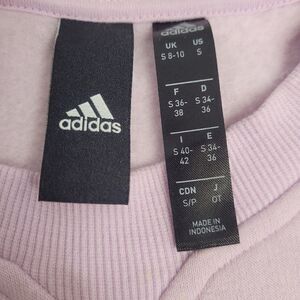 adidas
adidas
UK US
S 8-10 S
F D
S 36-38 S 34-36
I E
S 40-42 S 34-36
CDN J
S/P OT
MADE IN
INDONESIA